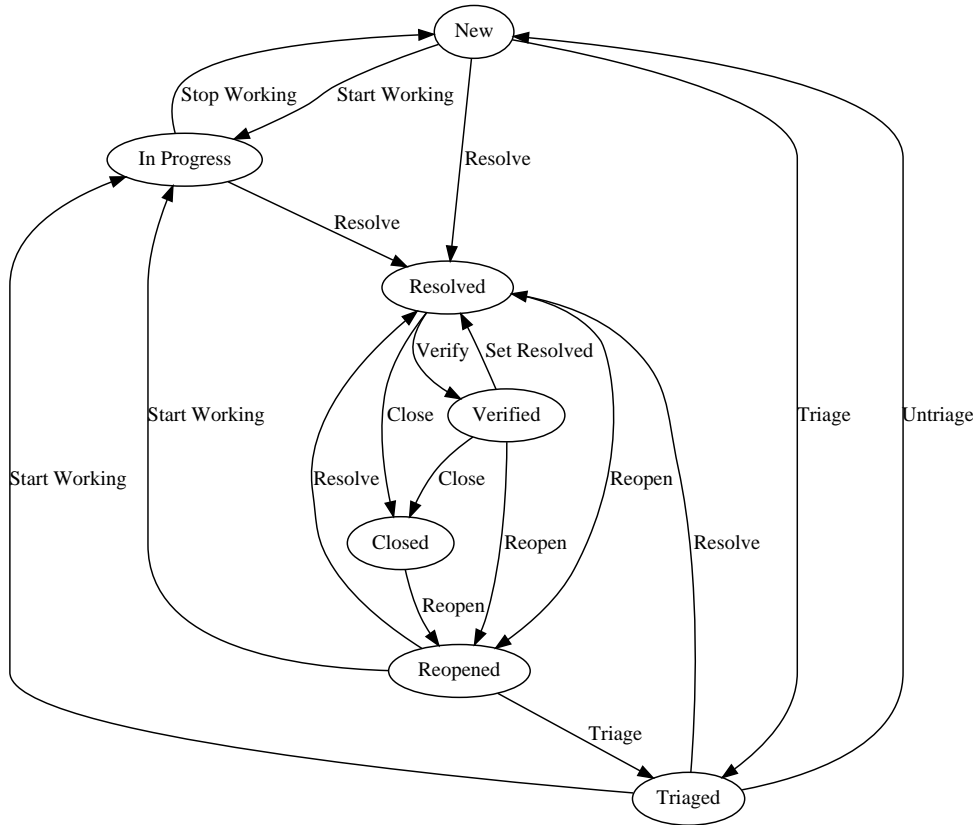 New
Stop Working
Start Working
In Progress
Resolve
Resolve
Resolved
Verify
Set Resolved
Start Working
Close
Verified
Triage
Untriage
Start Working
Resolve
Close
Reopen
Closed
Reopen
Resolve
Reopen
Reopened
Triage
Triaged